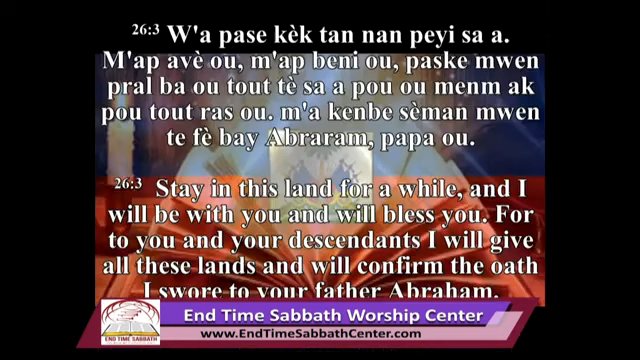 26:3 W'a pase kèk tan nan peyi sa a.
M'ap avè ou, m'ap beni ou, paske mwen
pral ba ou tout tè sa a pou ou menm ak
pou tout ras ou. m'a kenbe sèman mwen
te fè bay Abraram, papa ou.
26:3 Stay in this land for a while, and I
will be with you and will bless you. For
to you and your descendants I will give
all these lands and will confirm the oath
I swore to your father Abraham.
End Time Sabbath Worship Center
www.EndTimeSabbathCenter.com
END TIME SABBATH